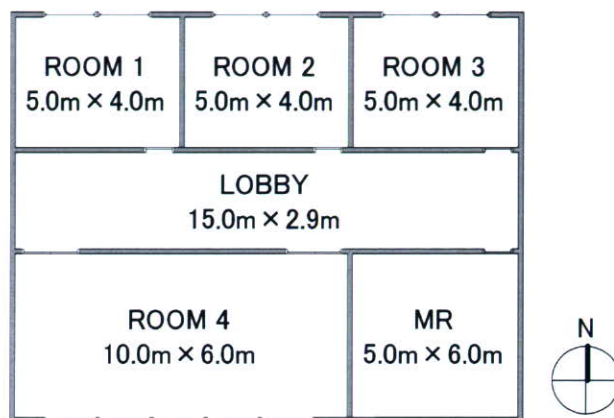 ROOM 1
5.0m × 4.0m
ROOM 2
5.0m × 4.0m
ROOM 3
5.0m × 4.0m
LOBBY
15.0m × 2.9m
ROOM 4
10.0m × 6.0m
MR
5.0m × 6.0m
N